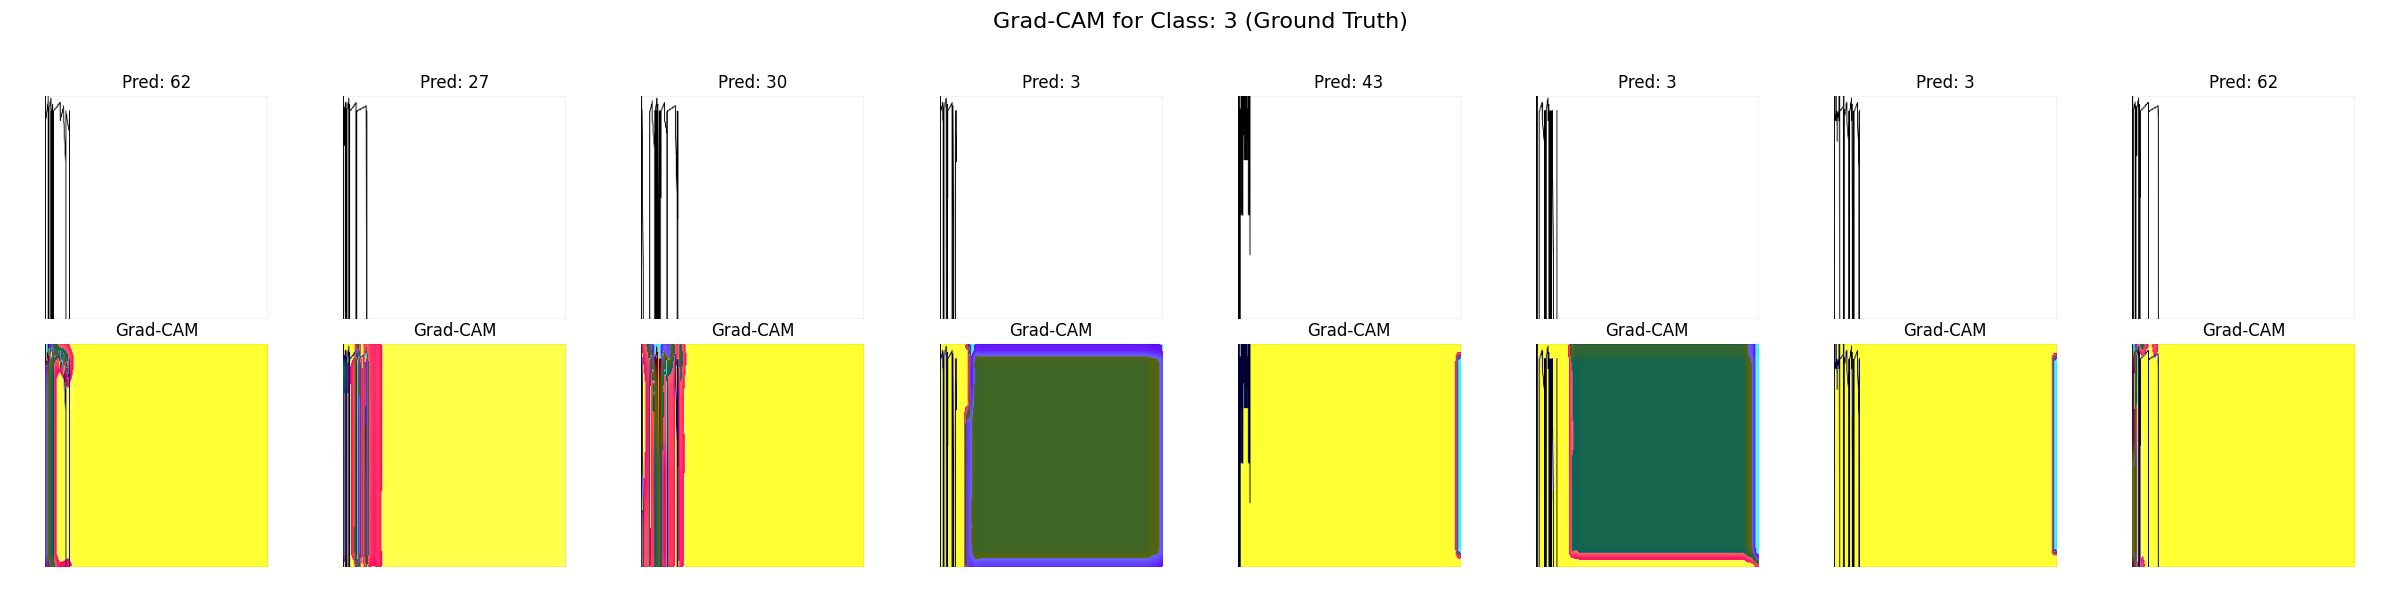 Grad-CAM for Class: 3 (Ground Truth)
Pred: 62 Pred: 27 Pred: 30 Pred: 3 Pred: 43 Pred: 3 Pred: 3 Pred: 62
Grad-CAM Grad-CAM Grad-CAM Grad-CAM Grad-CAM Grad-CAM Grad-CAM Grad-CAM